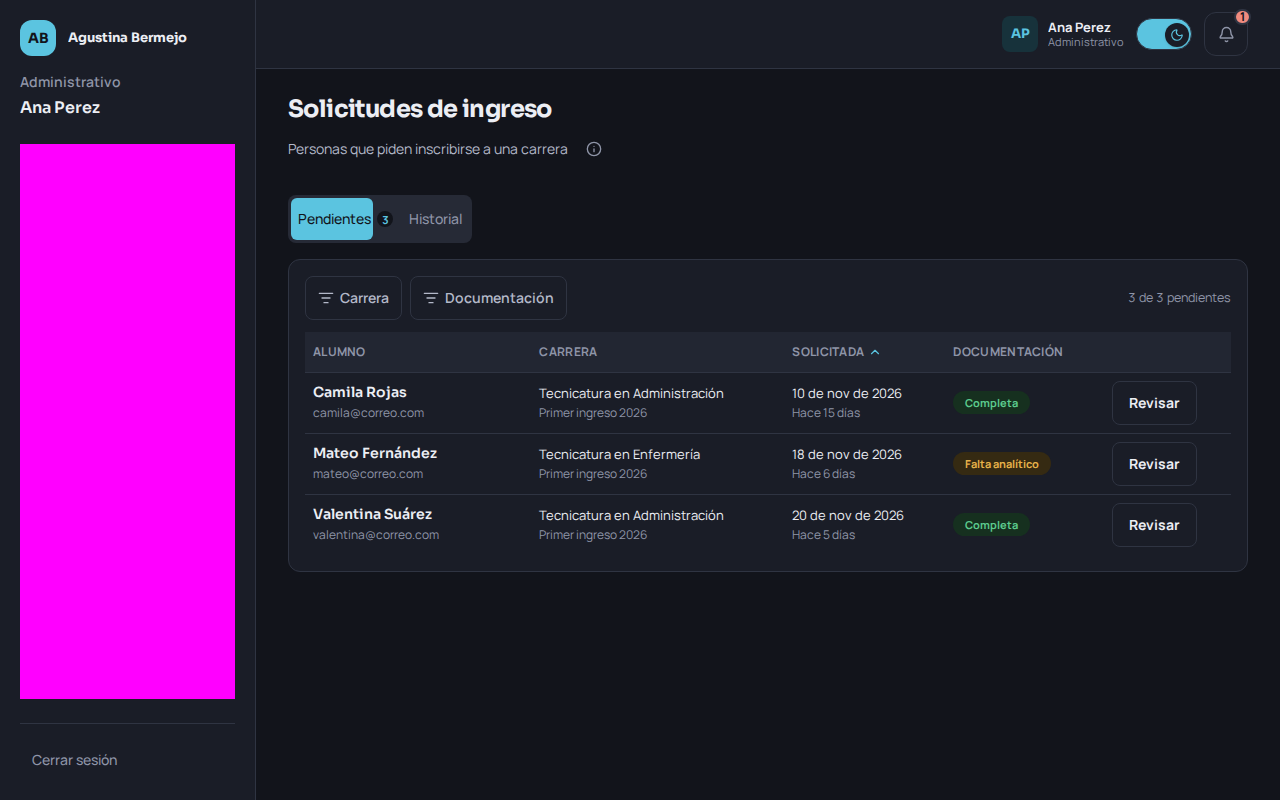 AB Agustina Bermejo
Administrativo
Ana Perez
Cerrar sesión
AP Ana Perez
Administrativo
1
Solicitudes de ingreso
Personas que piden inscribirse a una carrera
Pendientes 3 Historial
Carrera Documentación 3 de 3 pendientes
ALUMNO CARRERA SOLICITADA DOCUMENTACIÓN
Camila Rojas Tecnicatura en Administración 10 de nov de 2026 Completa Revisar
camila@correo.com Primer ingreso 2026 Hace 15 días
Mateo Fernández Tecnicatura en Enfermería 18 de nov de 2026 Falta analítico Revisar
mateo@correo.com Primer ingreso 2026 Hace 6 días
Valentina Suárez Tecnicatura en Administración 20 de nov de 2026 Completa Revisar
valentina@correo.com Primer ingreso 2026 Hace 5 días